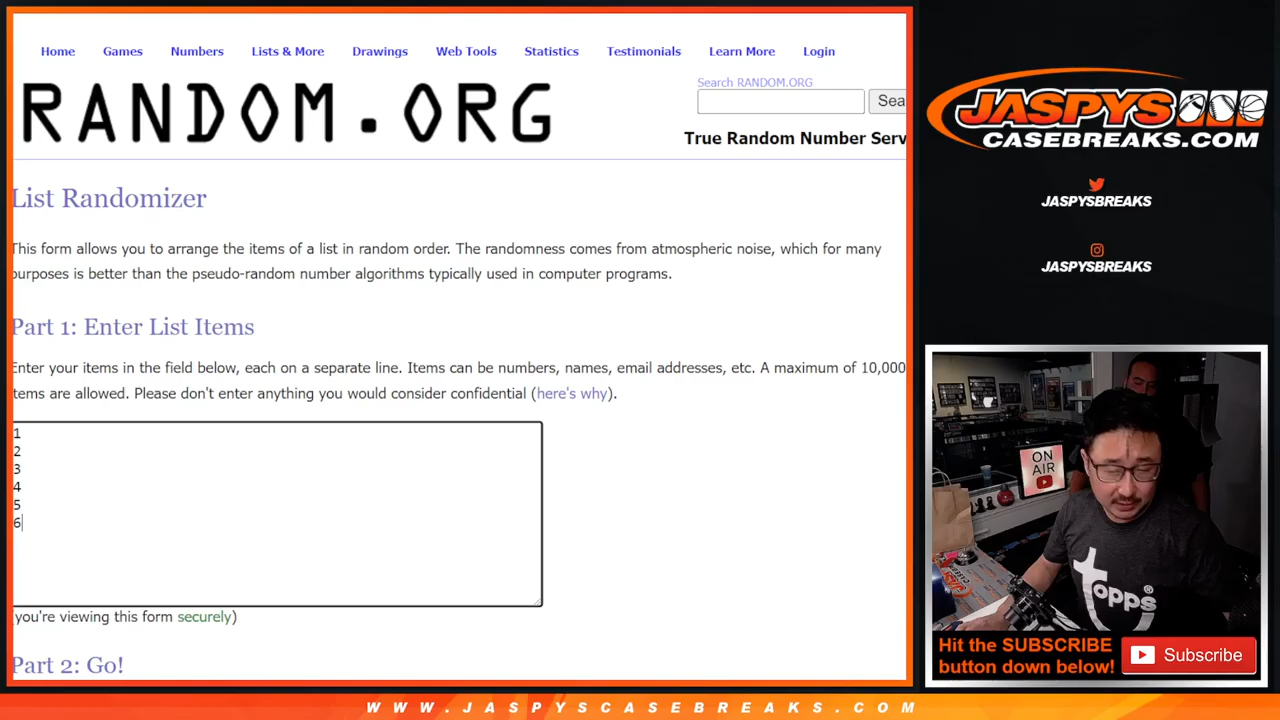 Home Games Numbers Lists & More Drawings Web Tools Statistics Testimonials Learn More Login
RANDOM.ORG
Search RANDOM.ORG
Sea
True Random Number Serv
List Randomizer
This form allows you to arrange the items of a list in random order. The randomness comes from atmospheric noise, which for many
purposes is better than the pseudo-random number algorithms typically used in computer programs.
Part 1: Enter List Items
Enter your items in the field below, each on a separate line. Items can be numbers, names, email addresses, etc. A maximum of 10,000
items are allowed. Please don't enter anything you would consider confidential (here's why).
1
2
3
4
5
6
(you're viewing this form securely)
Part 2: Go!
JASPYS
CASEBREAKS.COM
JASPYSBREAKS
JASPYSBREAKS
ON
AIR
topps®
Hit the SUBSCRIBE
button down below!
Subscribe
WWW.JASPYSCASEBREAKS.COM